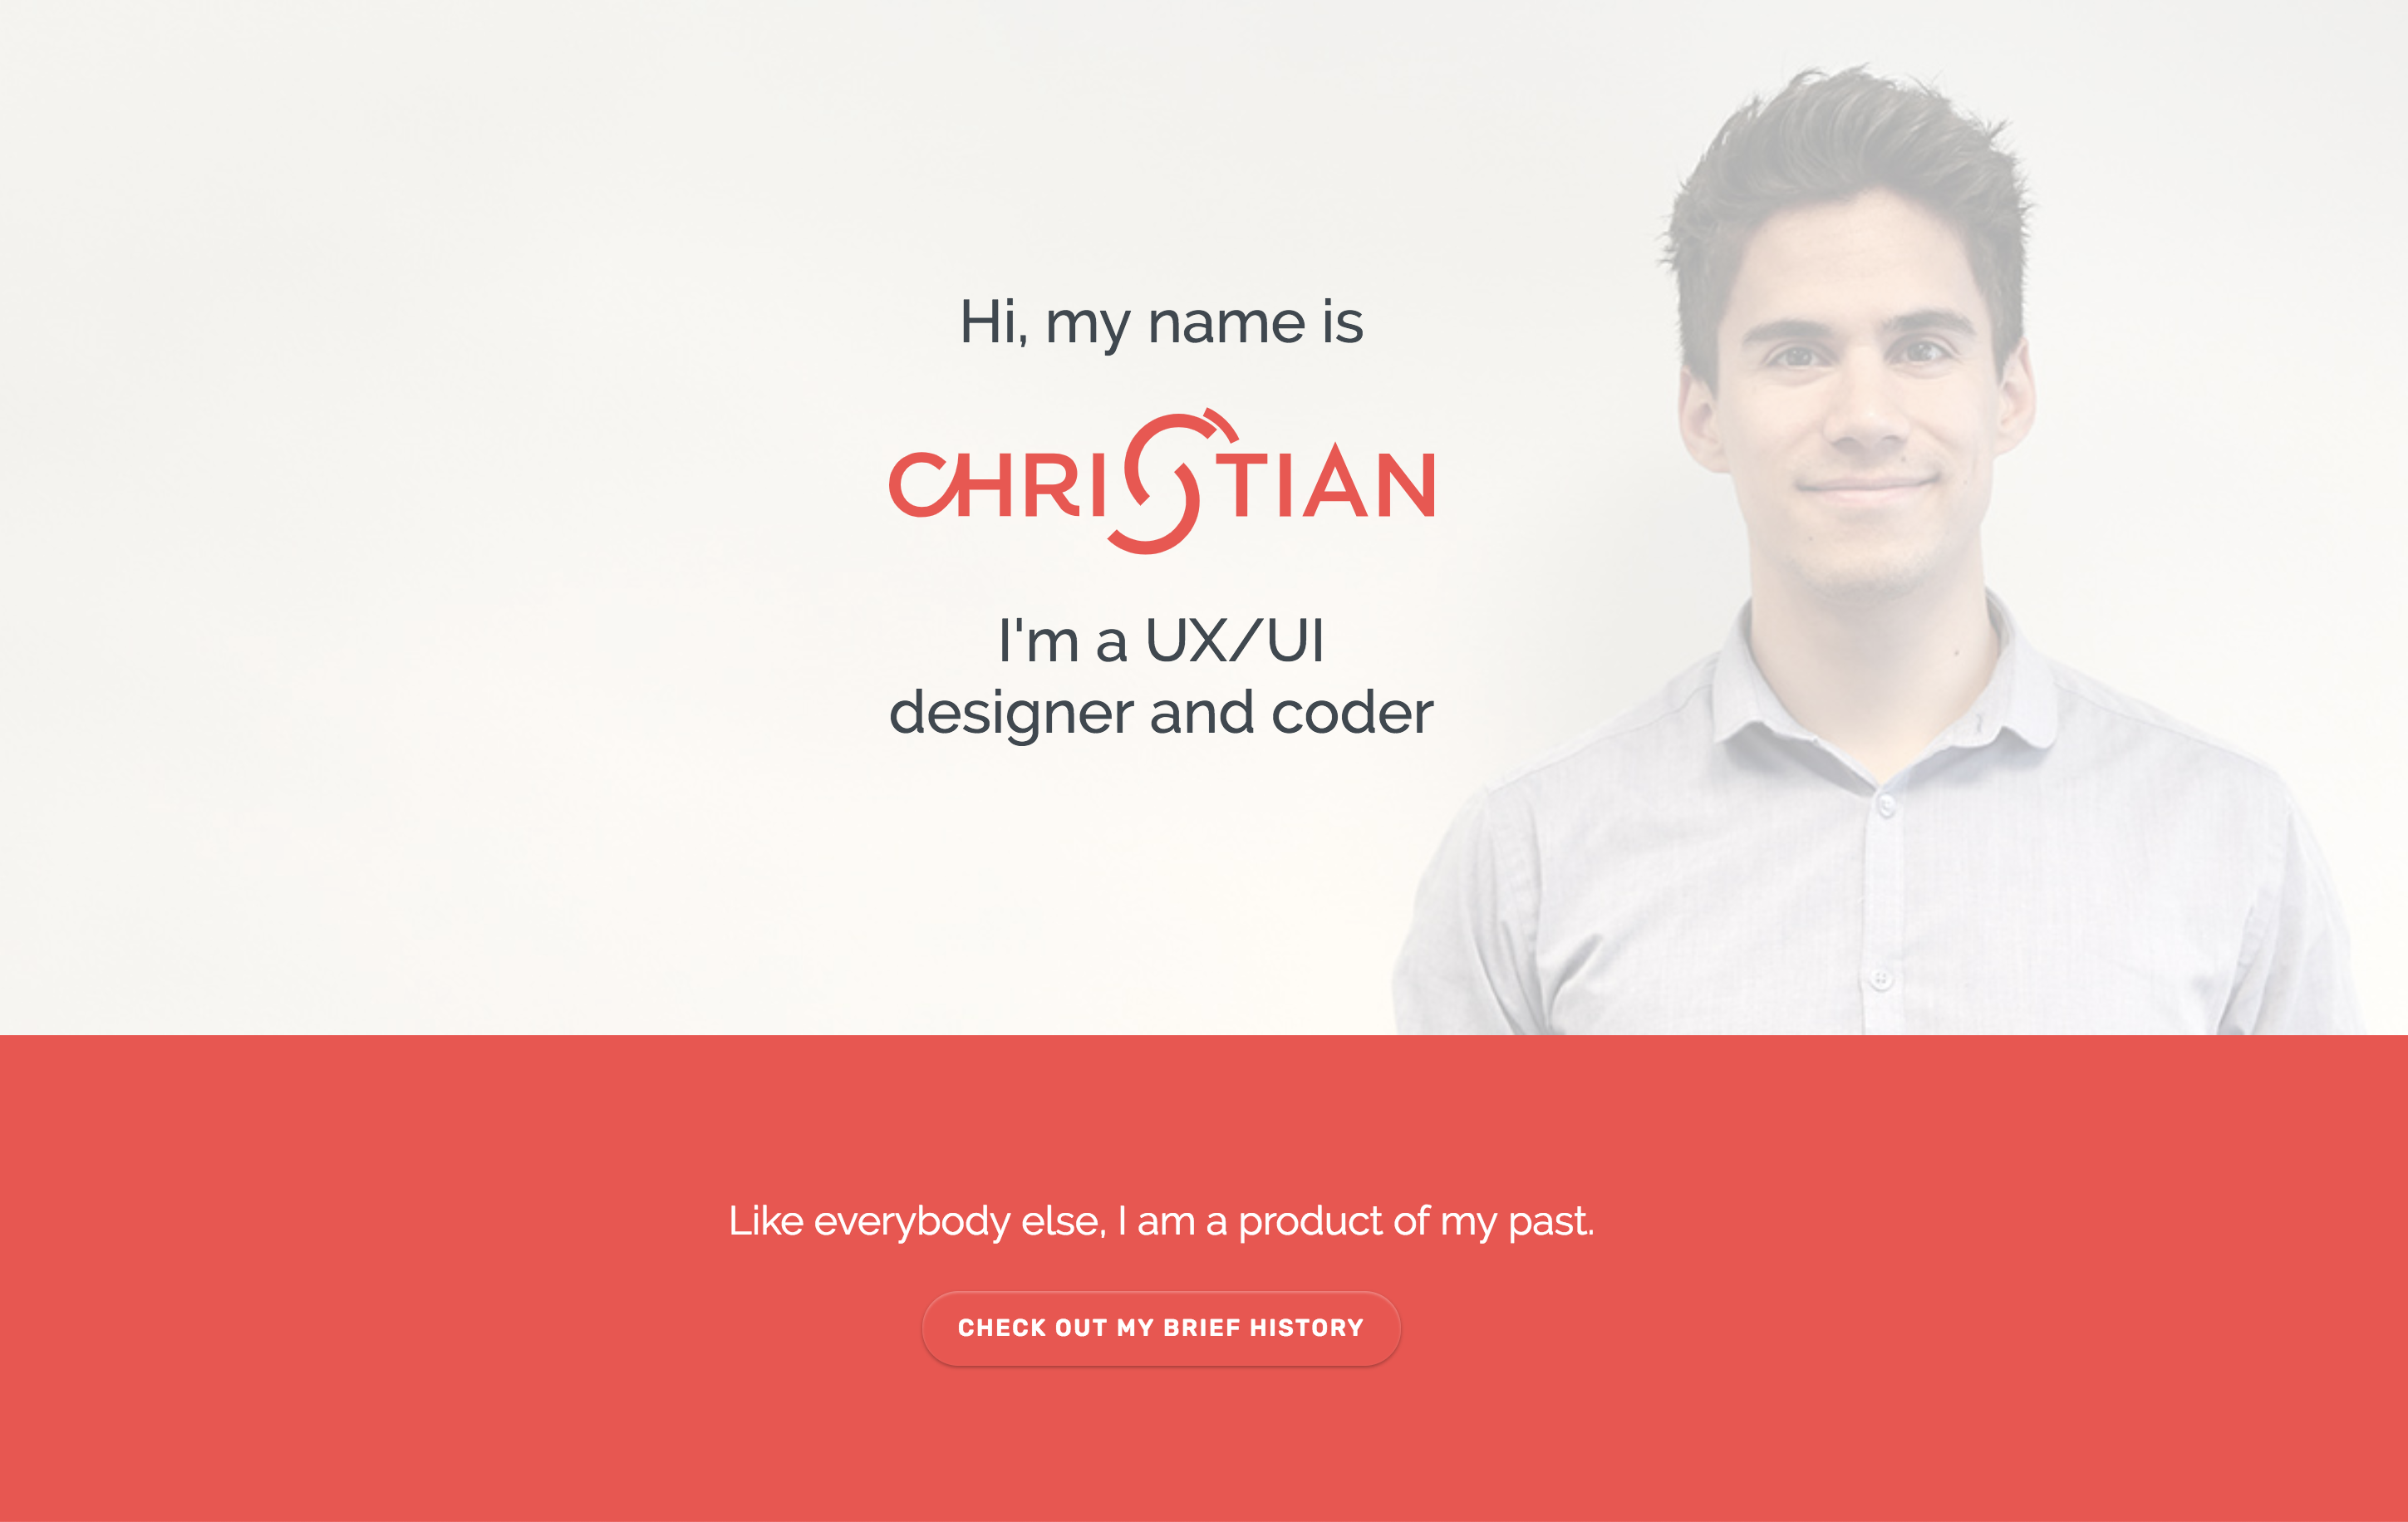 Hi, my name is
CHRISTIAN
I'm a UX/UI
designer and coder
Like everybody else, I am a product of my past.
CHECK OUT MY BRIEF HISTORY